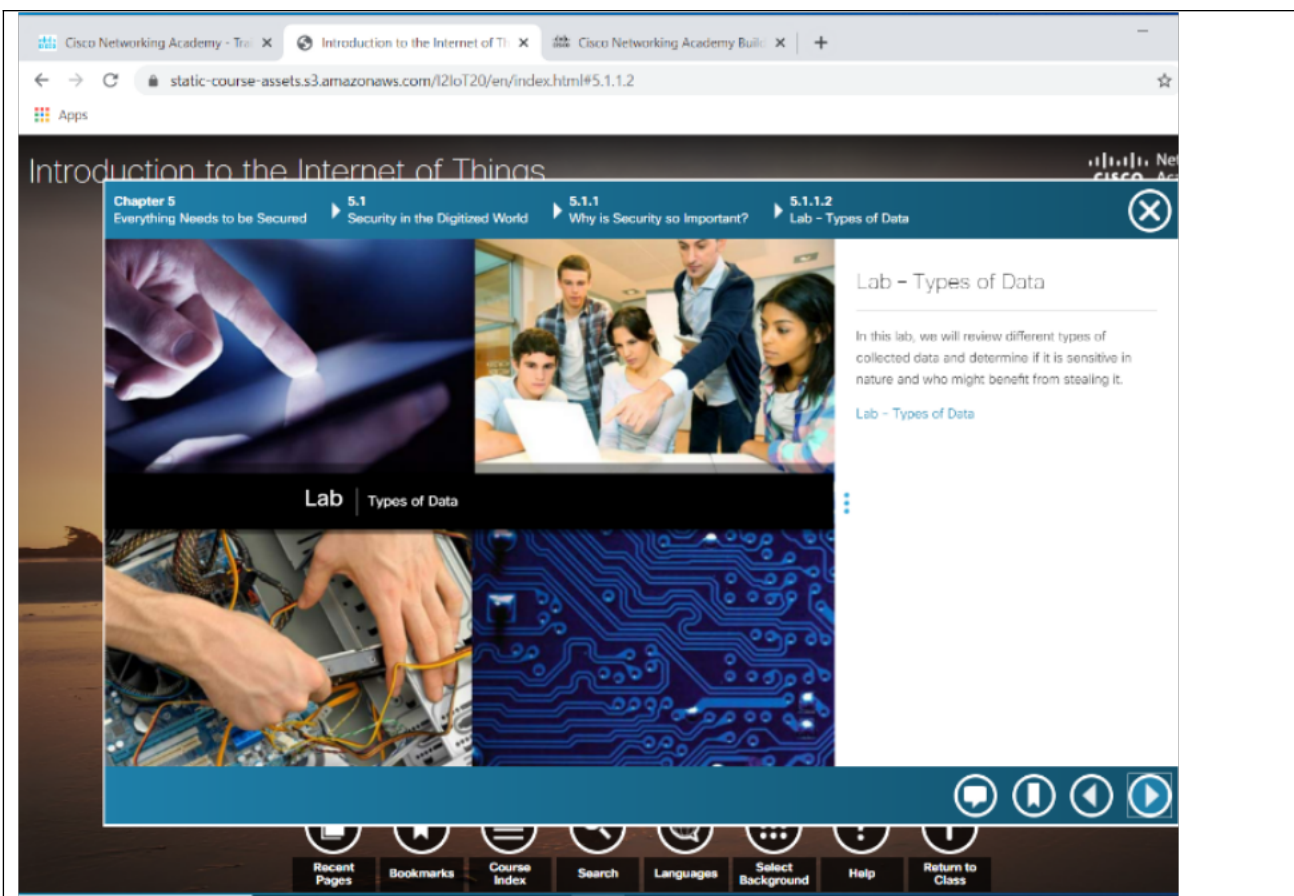 Cisco Networking Academy - Tra
Introduction to the Internet of Th
Cisco Networking Academy Build
static-course-assets.s3.amazonaws.com/I2IoT20/en/index.html#5.1.1.2
Apps
Introduction to the Internet of Things
Net
CISCO Aca
Chapter 5
Everything Needs to be Secured
5.1
Security in the Digitized World
5.1.1
Why is Security so Important?
5.1.1.2
Lab - Types of Data
Lab – Types of Data
In this lab, we will review different types of
collected data and determine if it is sensitive in
nature and who might benefit from stealing it.
Lab - Types of Data
Lab | Types of Data
Recent
Pages
Bookmarks
Course
Index
Search
Languages
Select
Background
Help
Return to
Class